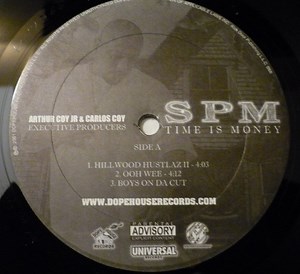 ARTHUR COY JR & CARLOS COY
EXECUTIVE PRODUCERS
SPM
TIME IS MONEY
SIDE A
1. HILLWOOD HUSTLAZ II - 4:03
2. OOH WEE - 4:12
3. BOYS ON DA CUT
WWW.DOPEHOUSERECORDS.COM
PARENTAL
ADVISORY
EXPLICIT CONTENT
UNIVERSAL